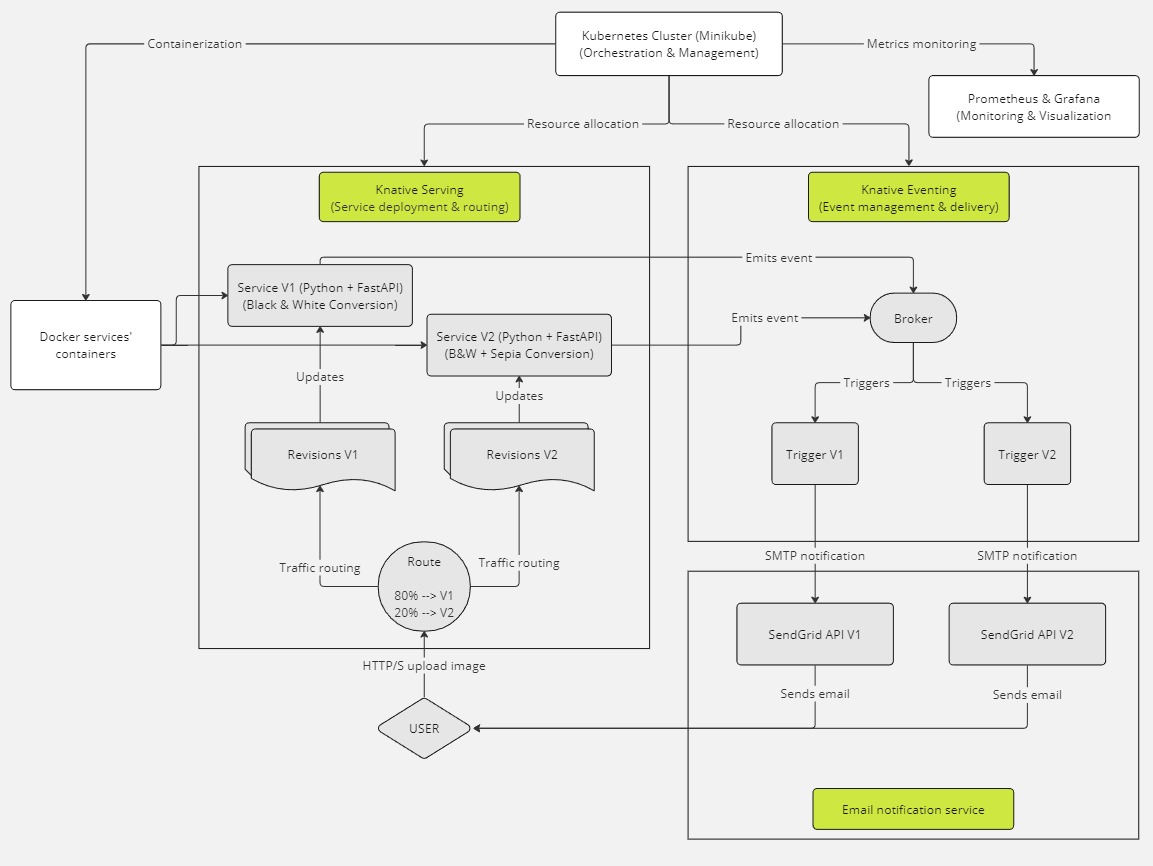 Kubernetes Cluster (Minikube)
(Orchestration & Management)
Containerization
Metrics monitoring
Prometheus & Grafana
(Monitoring & Visualization
Resource allocation
Resource allocation
Knative Serving
(Service deployment & routing)
Knative Eventing
(Event management & delivery)
Emits event
Service V1 (Python + FastAPI)
(Black & White Conversion)
Docker services'
containers
Service V2 (Python + FastAPI)
(B&W + Sepia Conversion)
Emits event
Broker
Updates
Updates
Triggers
Triggers
Revisions V1
Revisions V2
Trigger V1
Trigger V2
Traffic routing
Route
80% --> V1
20% --> V2
Traffic routing
SMTP notification
SMTP notification
SendGrid API V1
SendGrid API V2
HTTP/S upload image
Sends email
Sends email
USER
Email notification service